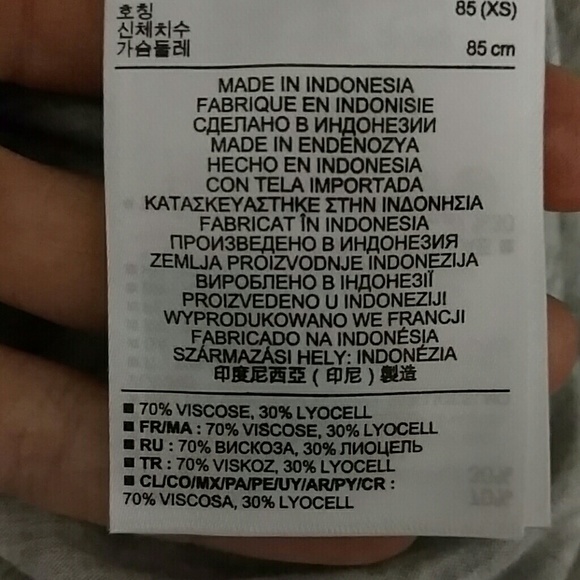 호칭 85 (XS)
신체치수
가슴둘레 85 cm
MADE IN INDONESIA
FABRIQUE EN INDONISIE
СДЕЛАНО В ИНДОНЕЗИИ
MADE IN ENDENOZYA
HECHO EN INDONESIA
CON TELA IMPORTADA
ΚΑΤΑΣΚΕΥΑΣΤΗΚΕ ΣΤΗΝ ΙΝΔΟΝΗΣΙΑ
FABRICAT ÎN INDONESIA
ПРОИЗВЕДЕНО В ИНДОНЕЗИЯ
ZEMLJA PROIZVODNJE INDONEZIJA
ВИРОБЛЕНО В ІНДОНЕЗІЇ
PROIZVEDENO U INDONEZIJI
WYPRODUKOWANO WE FRANCJI
FABRICADO NA INDONÉSIA
SZÁRMAZÁSI HELY: INDONÉZIA
印度尼西亞 ( 印尼 ) 製造
■ 70% VISCOSE, 30% LYOCELL
■ FR/MA : 70% VISCOSE, 30% LYOCELL
■ RU : 70% ВИСКОЗА, 30% ЛИОЦЕЛЬ
■ TR : 70% VISKOZ, 30% LYOCELL
■ CL/CO/MX/PA/PE/UY/AR/PY/CR :
70% VISCOSA, 30% LYOCELL